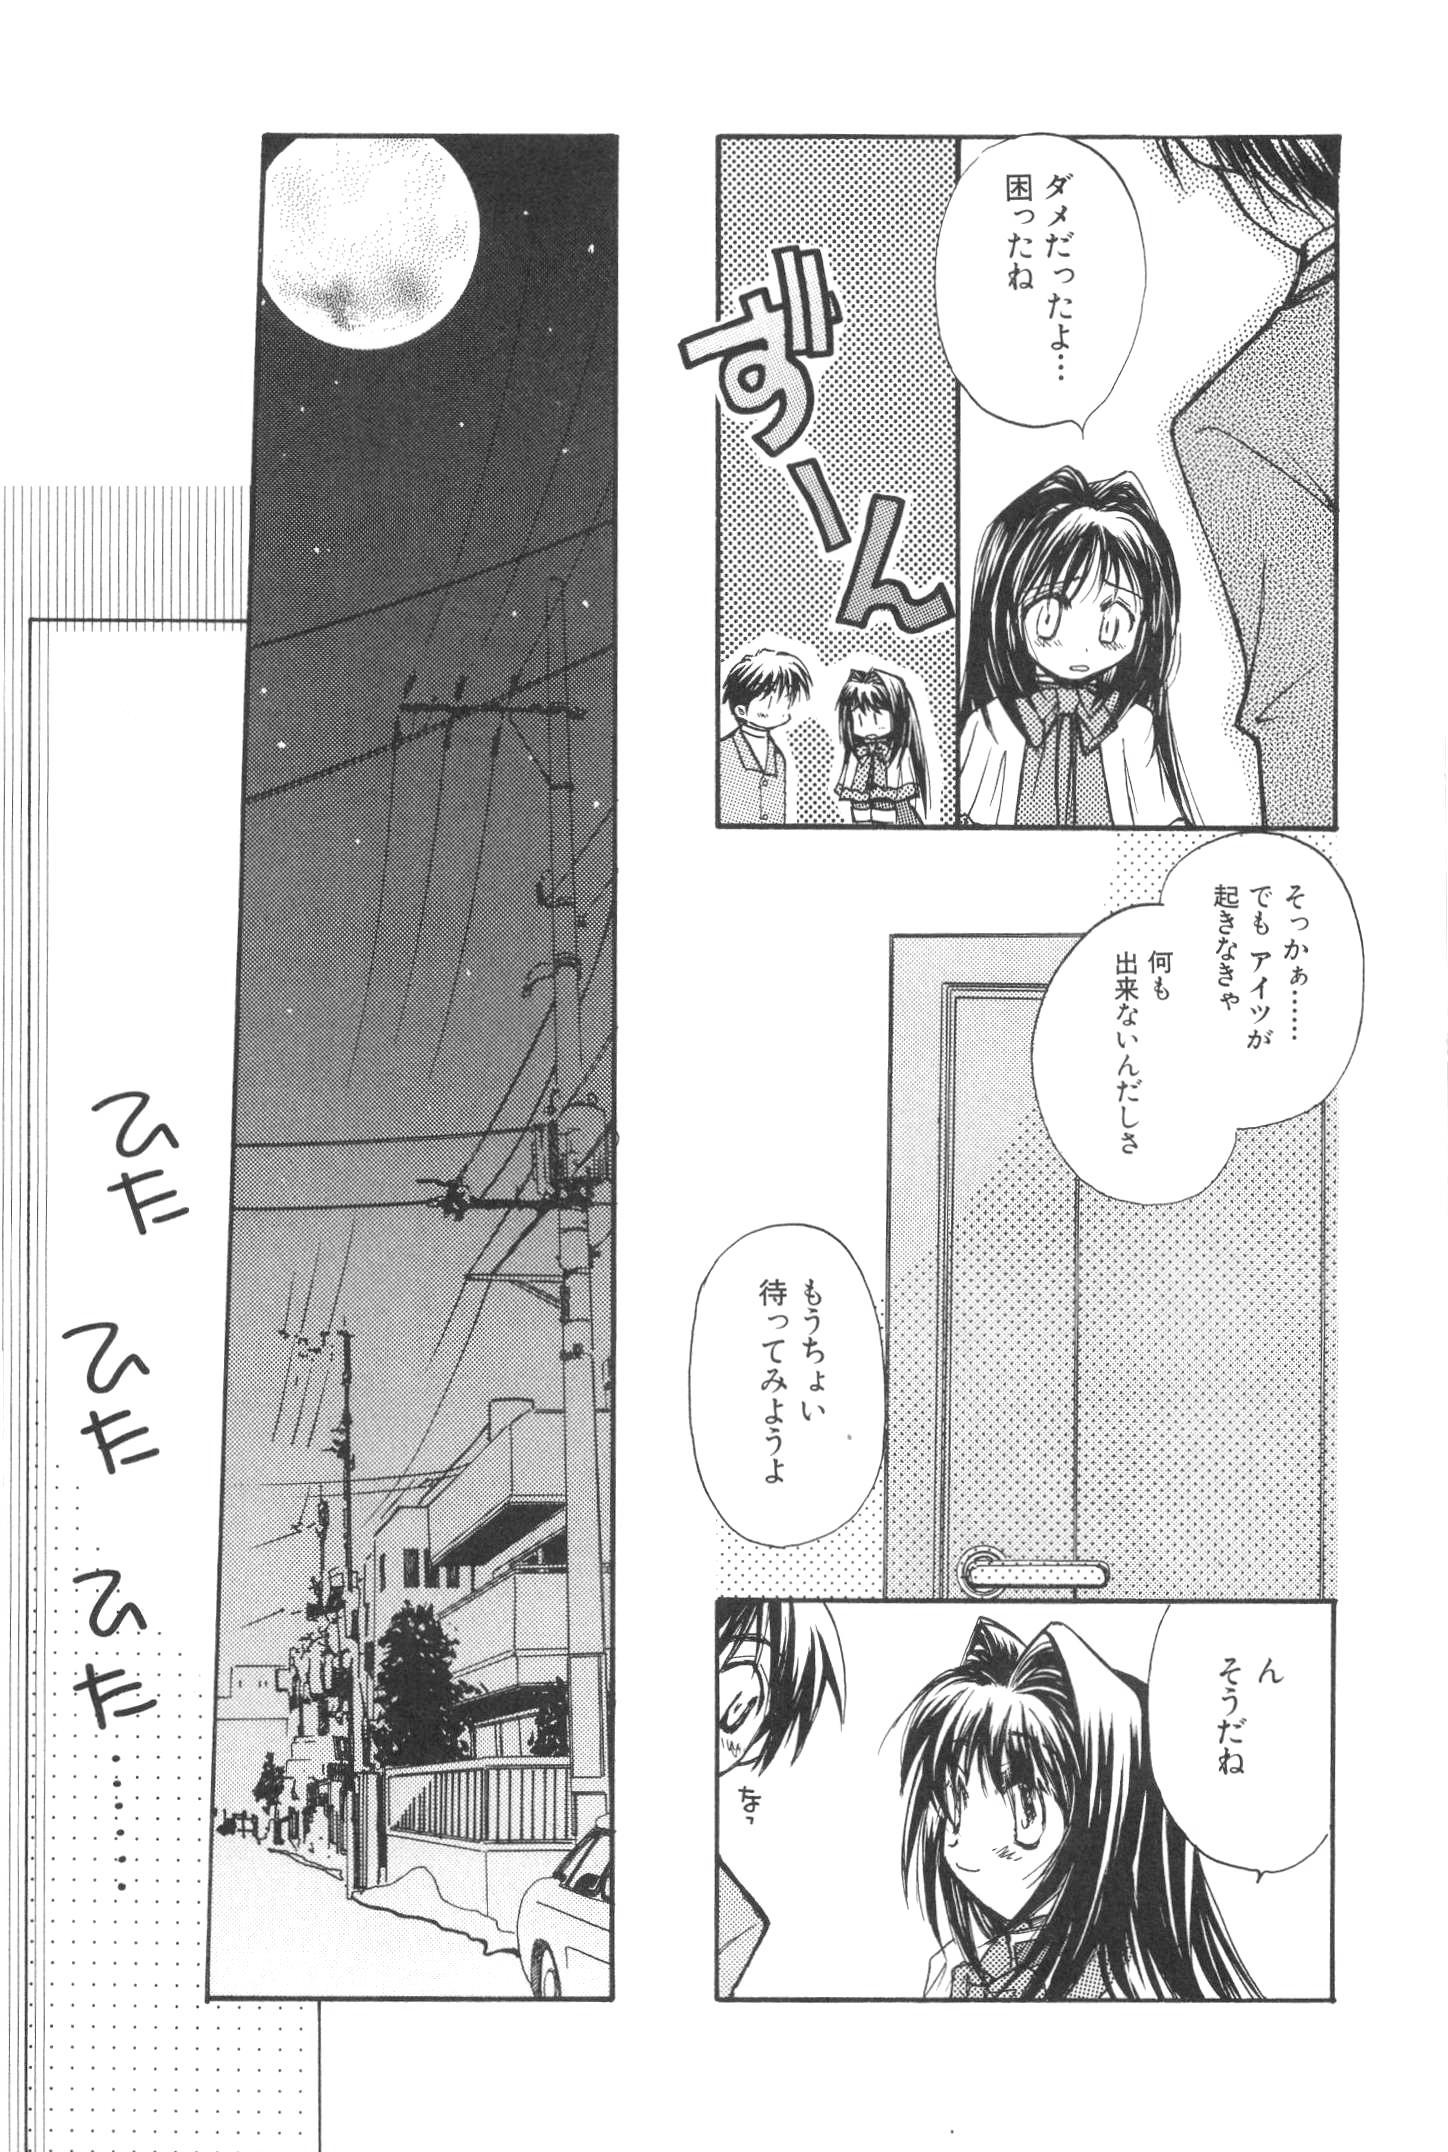 ダメだったよ…
困ったね
ずーん
そっかぁ……
でも アイツが
起きなきゃ
何も
出来ないんだしさ
もうちょい
待ってみようよ
ん
そうだね
なっ
ひた
ひた
ひた……